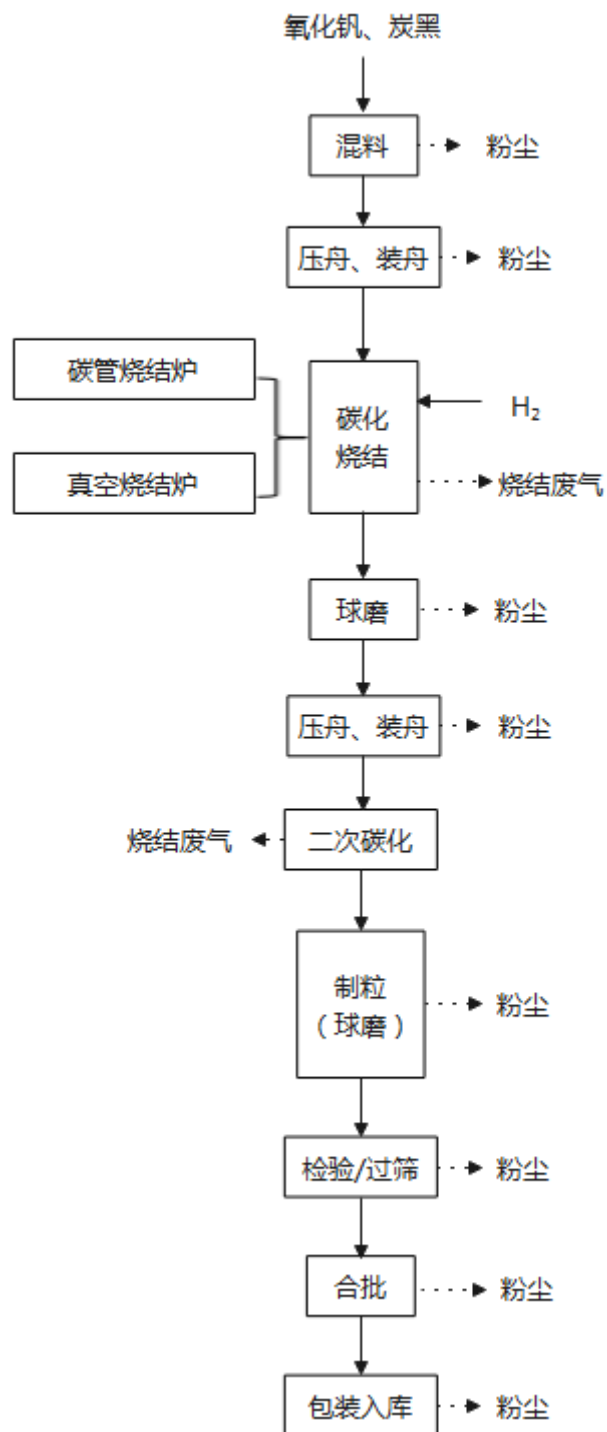 氧化钒、炭黑
混料
粉尘
压舟、装舟
粉尘
碳管烧结炉
真空烧结炉
碳化
烧结
H₂
烧结废气
球磨
粉尘
压舟、装舟
粉尘
烧结废气
二次碳化
制粒
（球磨）
粉尘
检验/过筛
粉尘
合批
粉尘
包装入库
粉尘